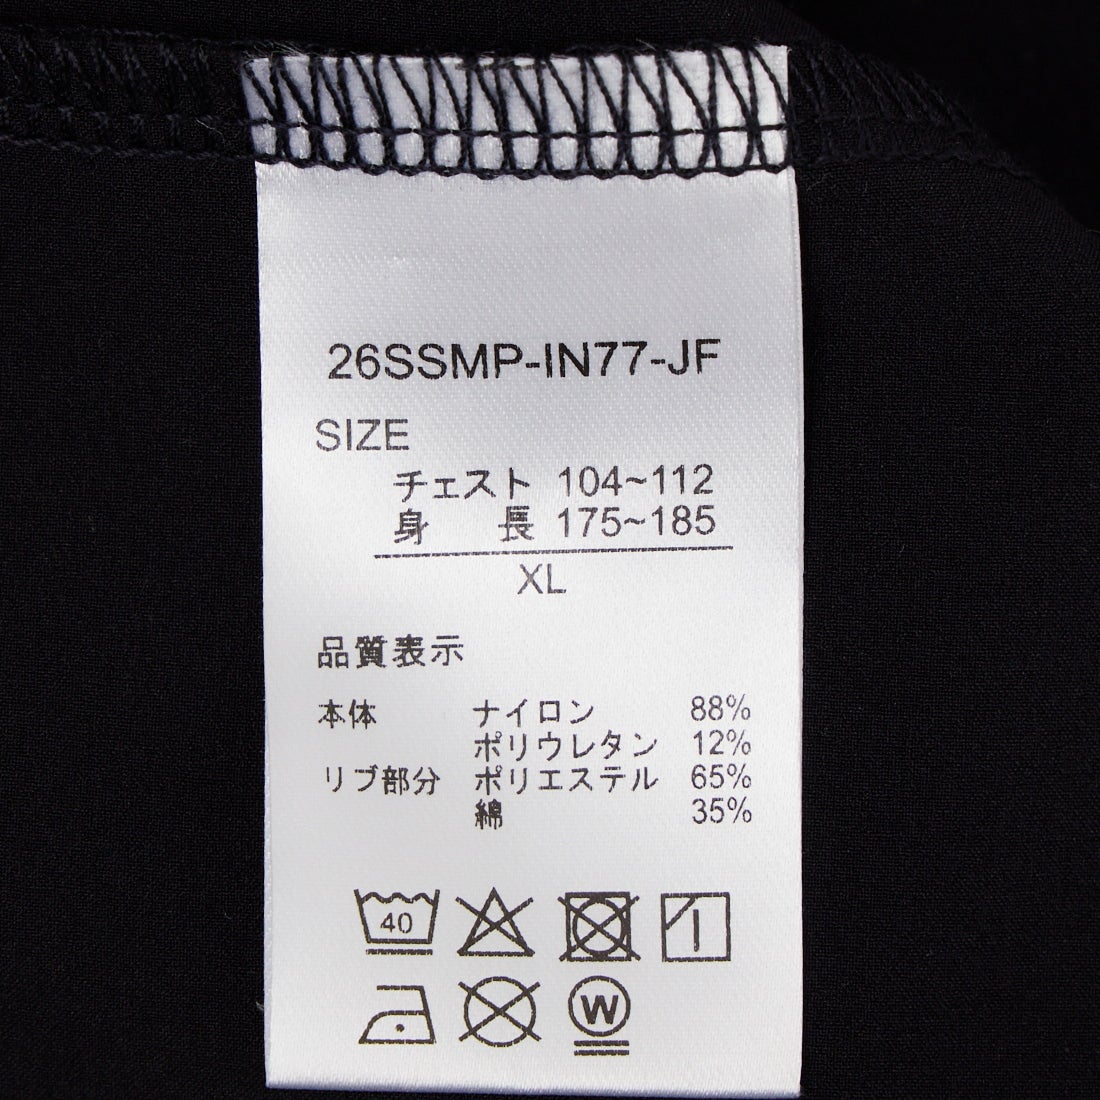 26SSMP-IN77-JF
SIZE
チェスト 104~112
身 長 175~185
XL
品質表示
本体 ナイロン 88%
ポリウレタン 12%
リブ部分 ポリエステル 65%
綿 35%
40
W